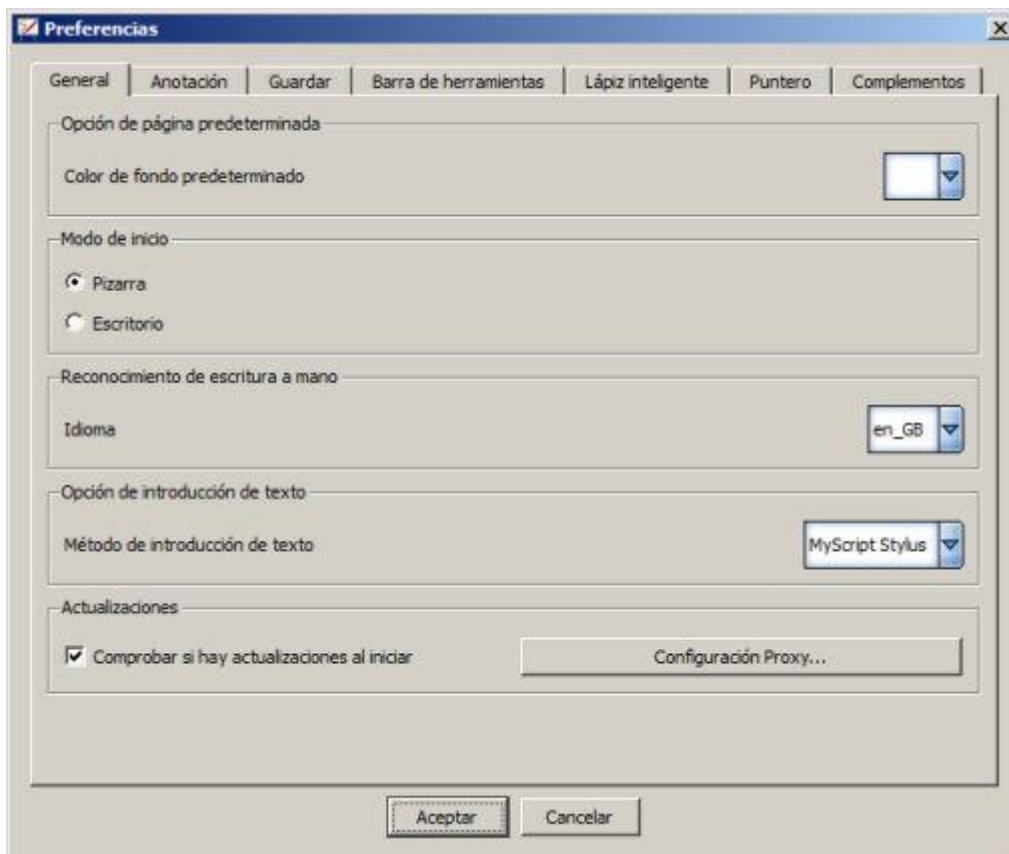 Preferencias
General Anotación Guardar Barra de herramientas Lápiz inteligente Puntero Complementos
Opción de página predeterminada
Color de fondo predeterminado
Modo de inicio
Pizarra
Escritorio
Reconocimiento de escritura a mano
Idioma en_GB
Opción de introducción de texto
Método de introducción de texto MyScript Stylus
Actualizaciones
Comprobar si hay actualizaciones al iniciar Configuración Proxy...
Aceptar Cancelar